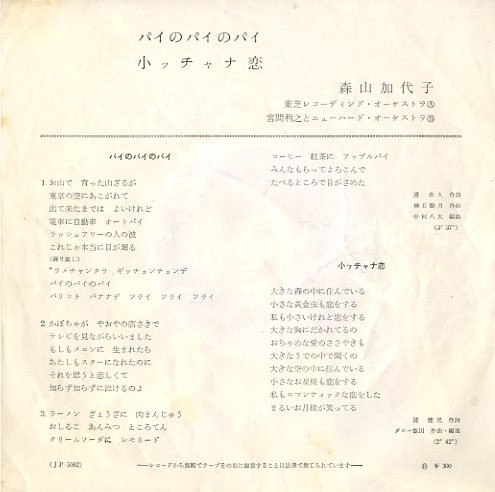 パイのパイのパイ
小ッチャナ恋
森山加代子
東芝レコーディング・オーケストラⒶ
宮間利之とニューハード・オーケストラⒷ
パイのパイのパイ
1. お山で 育った山ざるが
東京の空にあこがれて
出て来たまでは よいけれど
電車に自動車 オートバイ
ラッシュアワーの人の波
これじゃ本当に目が廻る
(繰り返し)
*ラメチャンタラ ギッチョンチョンデ
パイのパイのパイ
パリコト バナナデ フライ フライ フライ
2. かぼちゃが やおやの店さきで
テレビを見ながらいいました
もしもメロンに 生まれたら
あたしもスターになれたのに
それを思うと悲しくて
知らず知らずに泣けるのよ
3. ラーメン ぎょうざに 肉まんじゅう
おしるこ あんみつ ところてん
クリームソーダに レモネード
コーヒー 紅茶に アップルパイ
みんなもらってよろこんで
たべるところで目がさめた
作詩
作曲
中村八大 編曲
(3′ 37″)
小ッチャナ恋
大きな森の中に住んでいる
小さな黄金虫も恋をする
私も小さいけれど恋をする
大きな胸にだかれてるの
おちゃめな愛のささやきも
大きなうでの中で聞くの
大きな空の中に住んでいる
小さなお星様も恋をする
私もロマンティックな恋をした
まるいお月様が笑ってる
作詩
ダニー飯田 作曲・編曲
(2′ 42″)
(JP-5062)
──レコードから無断でテープその他に録音することは法律で禁じられています──
Ⓡ ¥300